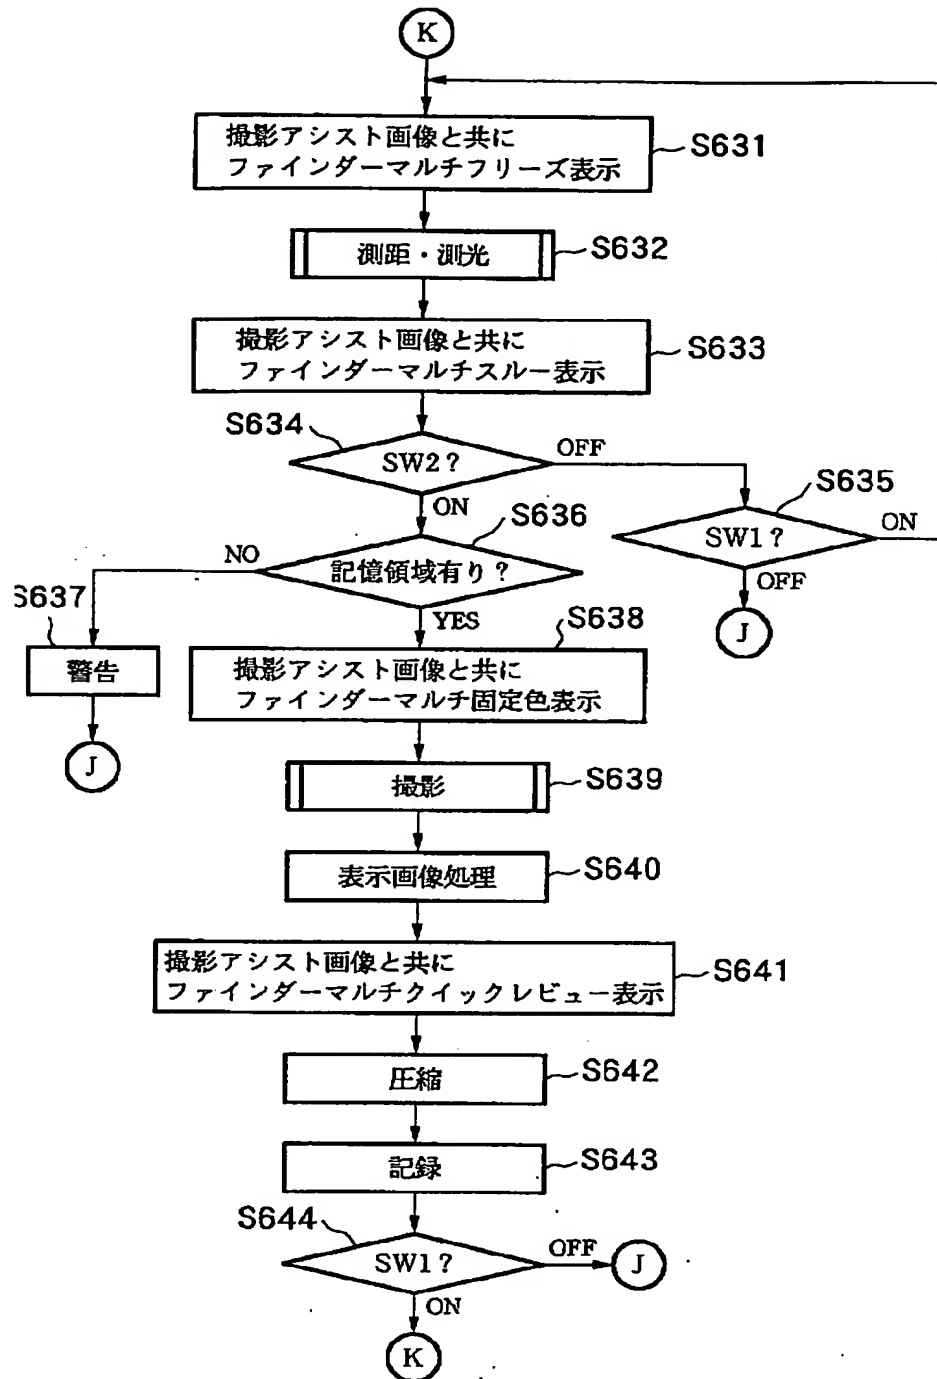 K
撮影アシスト画像と共に
ファインダーマルチフリーズ表示
S631
測距・測光
S632
撮影アシスト画像と共に
ファインダーマルチスルー表示
S633
S634
SW2?
OFF
ON
S635
SW1?
ON
OFF
J
S636
記憶領域有り?
NO
YES
S637
警告
J
S638
撮影アシスト画像と共に
ファインダーマルチ固定色表示
撮影
S639
表示画像処理
S640
撮影アシスト画像と共に
ファインダーマルチクイックレビュー表示
S641
圧縮
S642
記録
S643
S644
SW1?
OFF
J
ON
K